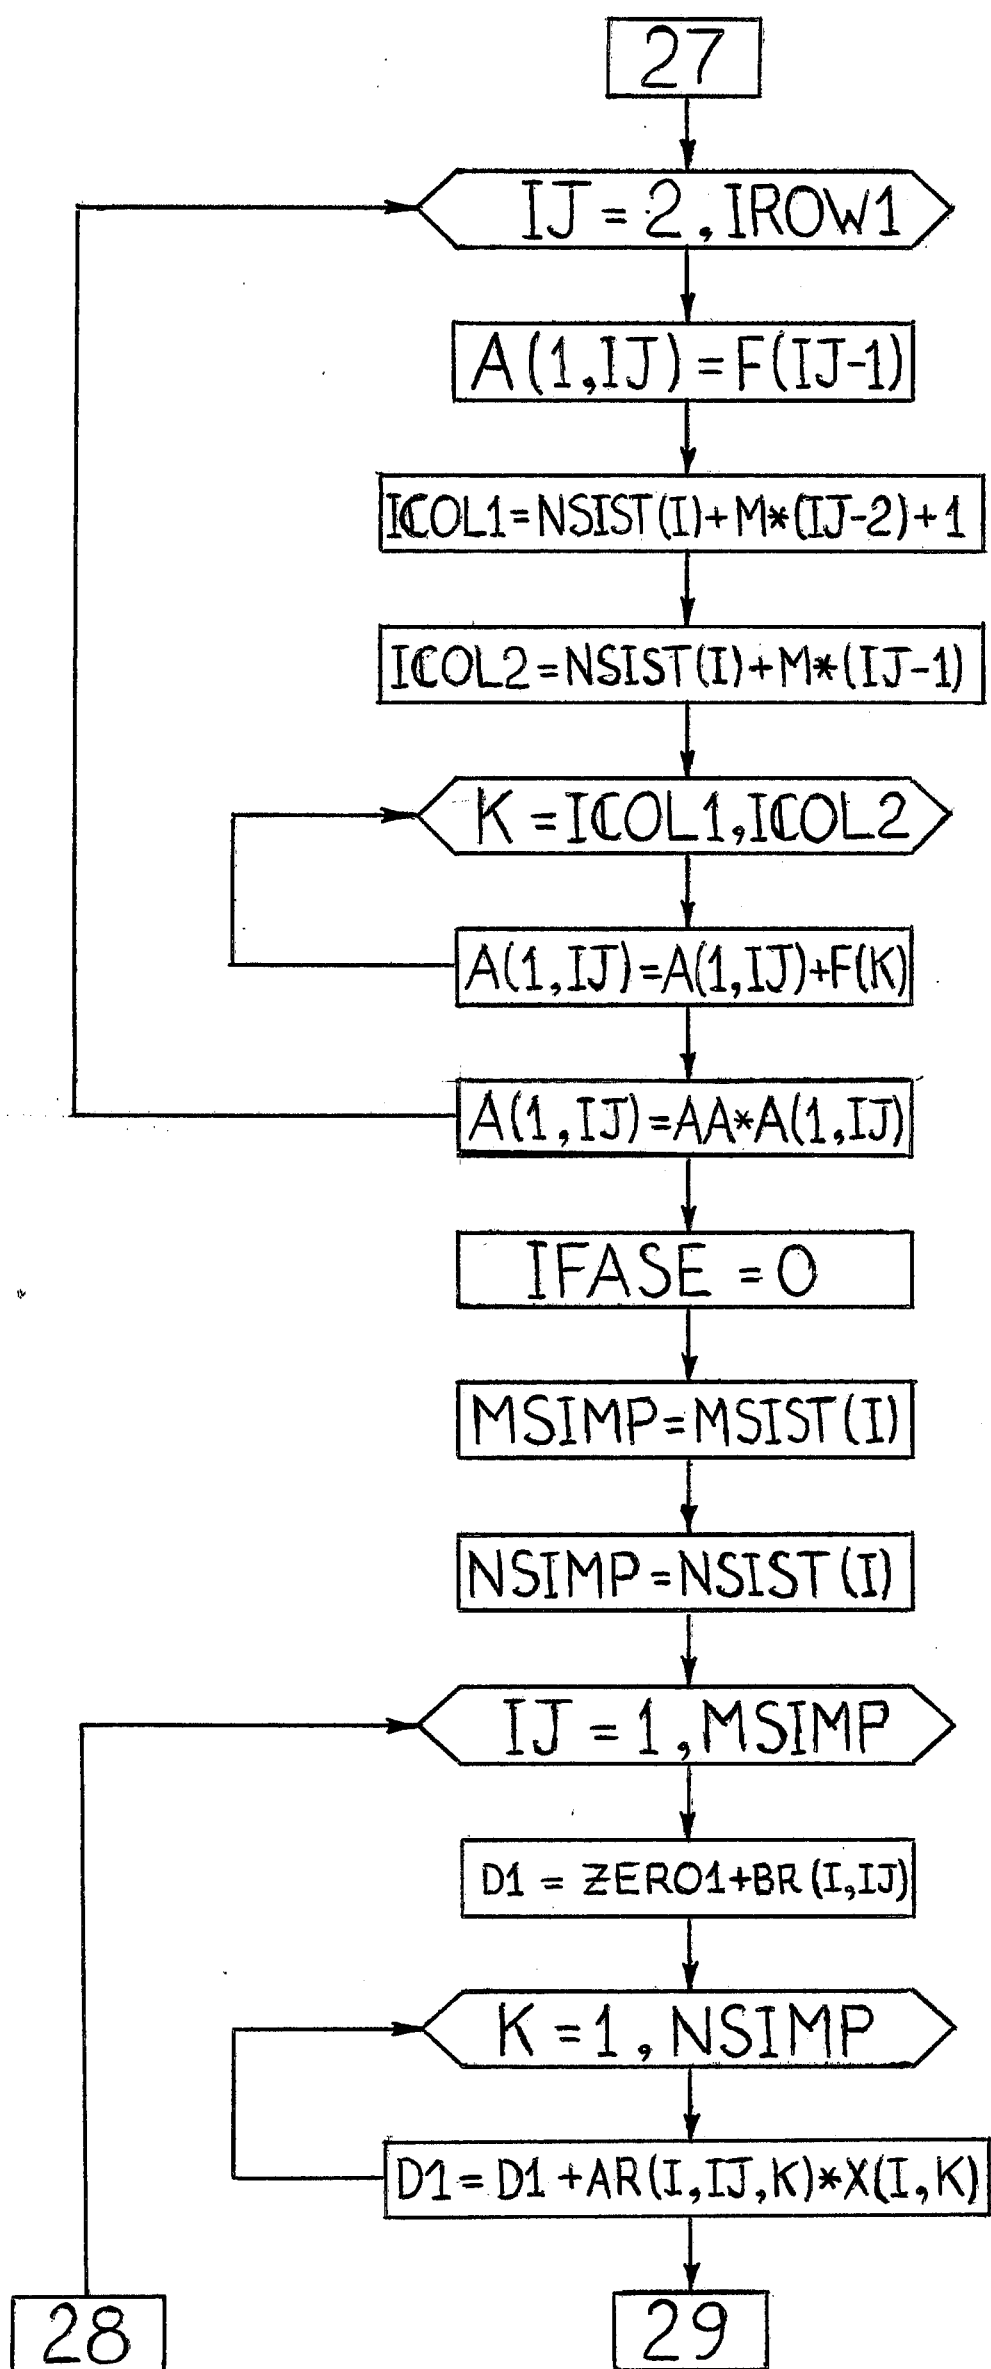 27
IJ = 2, IROW1
A(1,IJ) = F(IJ-1)
ICOL1=NSIST(I)+M*(IJ-2)+1
ICOL2=NSIST(I)+M*(IJ-1)
K = ICOL1,ICOL2
A(1,IJ)=A(1,IJ)+F(K)
A(1,IJ)=AA*A(1,IJ)
IFASE = 0
MSIMP=MSIST(I)
NSIMP=NSIST(I)
IJ = 1, MSIMP
D1 = ZERO1+BR(I,IJ)
K = 1, NSIMP
D1 = D1 + AR(I,IJ,K)*X(I,K)
28
29